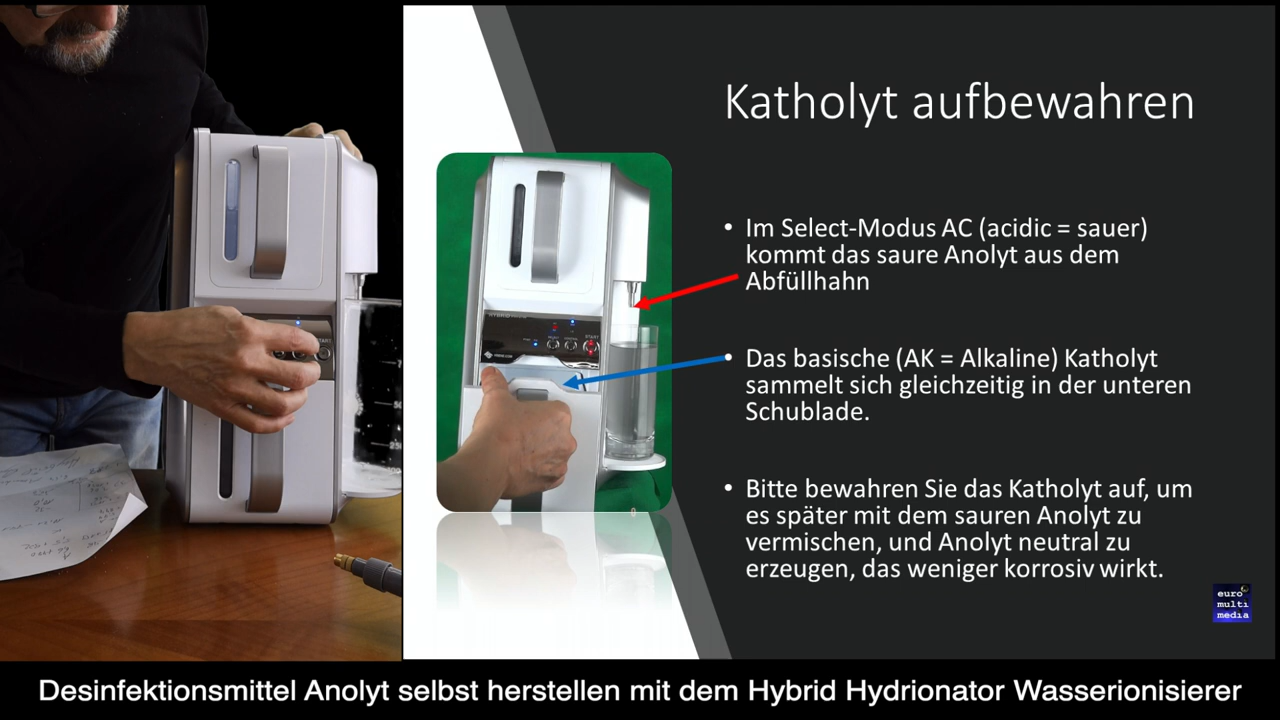 Katholyt aufbewahren
• Im Select-Modus AC (acidic = sauer)
kommt das saure Anolyt aus dem
Abfüllhahn
• Das basische (AK = Alkaline) Katholyt
sammelt sich gleichzeitig in der unteren
Schublade.
• Bitte bewahren Sie das Katholyt auf, um
es später mit dem sauren Anolyt zu
vermischen, und Anolyt neutral zu
erzeugen, das weniger korrosiv wirkt.
euro
multi
media
START
START
Desinfektionsmittel Anolyt selbst herstellen mit dem Hybrid Hydrionator Wasserionisierer